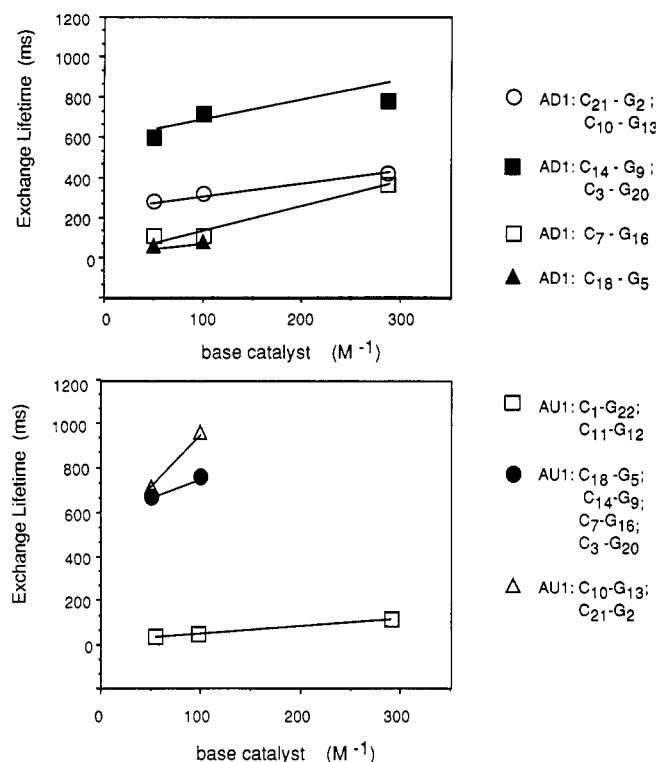 1200
1000
800
600
400
200
0
Exchange Lifetime (ms)
0 100 200 300
base catalyst (M⁻¹)
AD1: C₂₁ - G₂ ;
C₁₀ - G₁₃
AD1: C₁₄ - G₉ ;
C₃ - G₂₀
AD1: C₇ - G₁₆
AD1: C₁₈ - G₅
1200
1000
800
600
400
200
0
Exchange Lifetime (ms)
0 100 200 300
base catalyst (M⁻¹)
AU1: C₁-G₂₂;
C₁₁-G₁₂
AU1: C₁₈ -G₅;
C₁₄-G₉;
C₇-G₁₆;
C₃ -G₂₀
AU1: C₁₀-G₁₃;
C₂₁-G₂